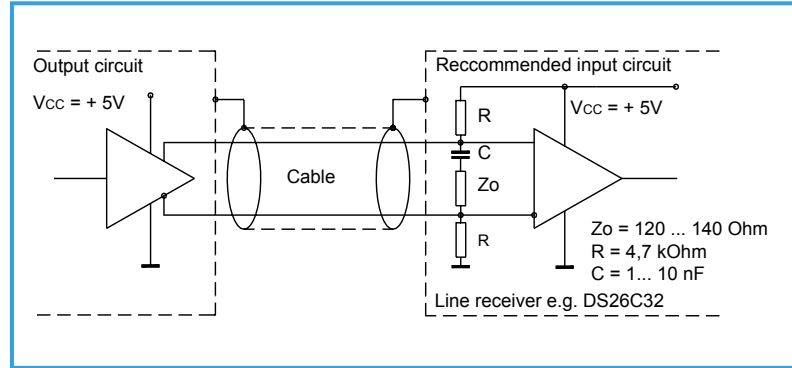 Output circuit
VCC = + 5V
Cable
Reccommended input circuit
VCC = + 5V
R
C
Zo
R
Zo = 120 ... 140 Ohm
R = 4,7 kOhm
C = 1... 10 nF
Line receiver e.g. DS26C32